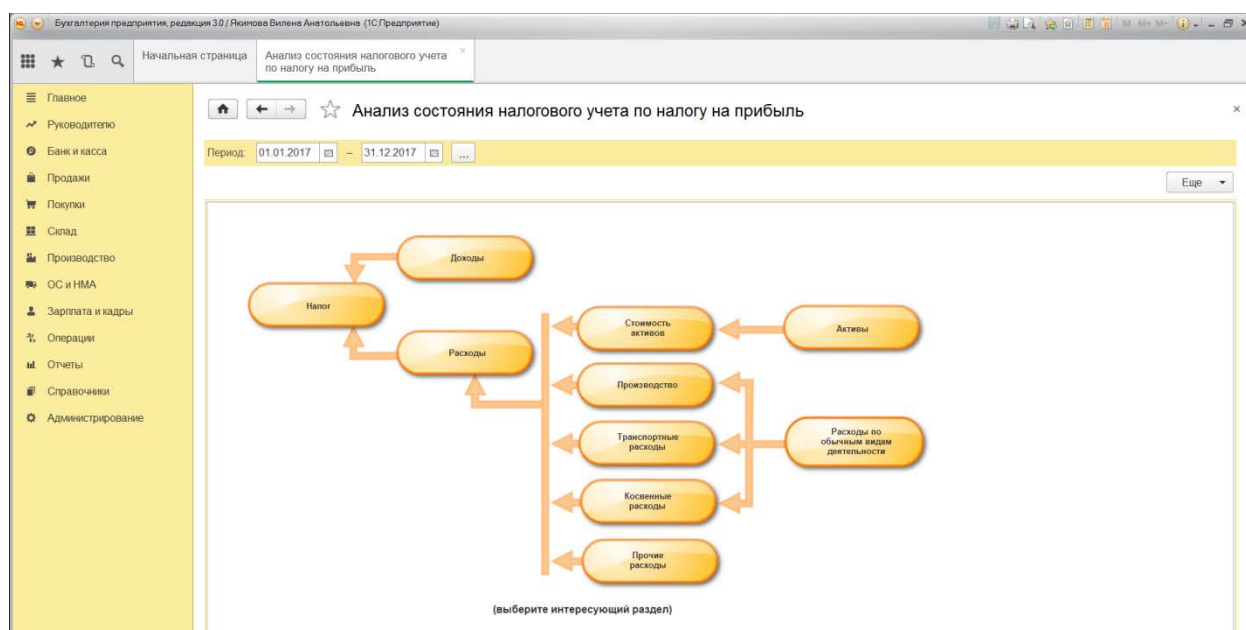 Бухгалтерия предприятия, редакция 3.0 / Якимова Вилена Анатольевна (1С:Предприятие)
M M+ M-
Начальная страница
Анализ состояния налогового учета
по налогу на прибыль
Главное
Руководителю
Банк и касса
Продажи
Покупки
Склад
Производство
ОС и НМА
Зарплата и кадры
Операции
Отчеты
Справочники
Администрирование
Анализ состояния налогового учета по налогу на прибыль
Период: 01.01.2017 – 31.12.2017 ...
Еще
Доходы
Налог
Расходы
Стоимость
активов
Активы
Производство
Транспортные
расходы
Расходы по
обычным видам
деятельности
Косвенные
расходы
Прочие
расходы
(выберите интересующий раздел)